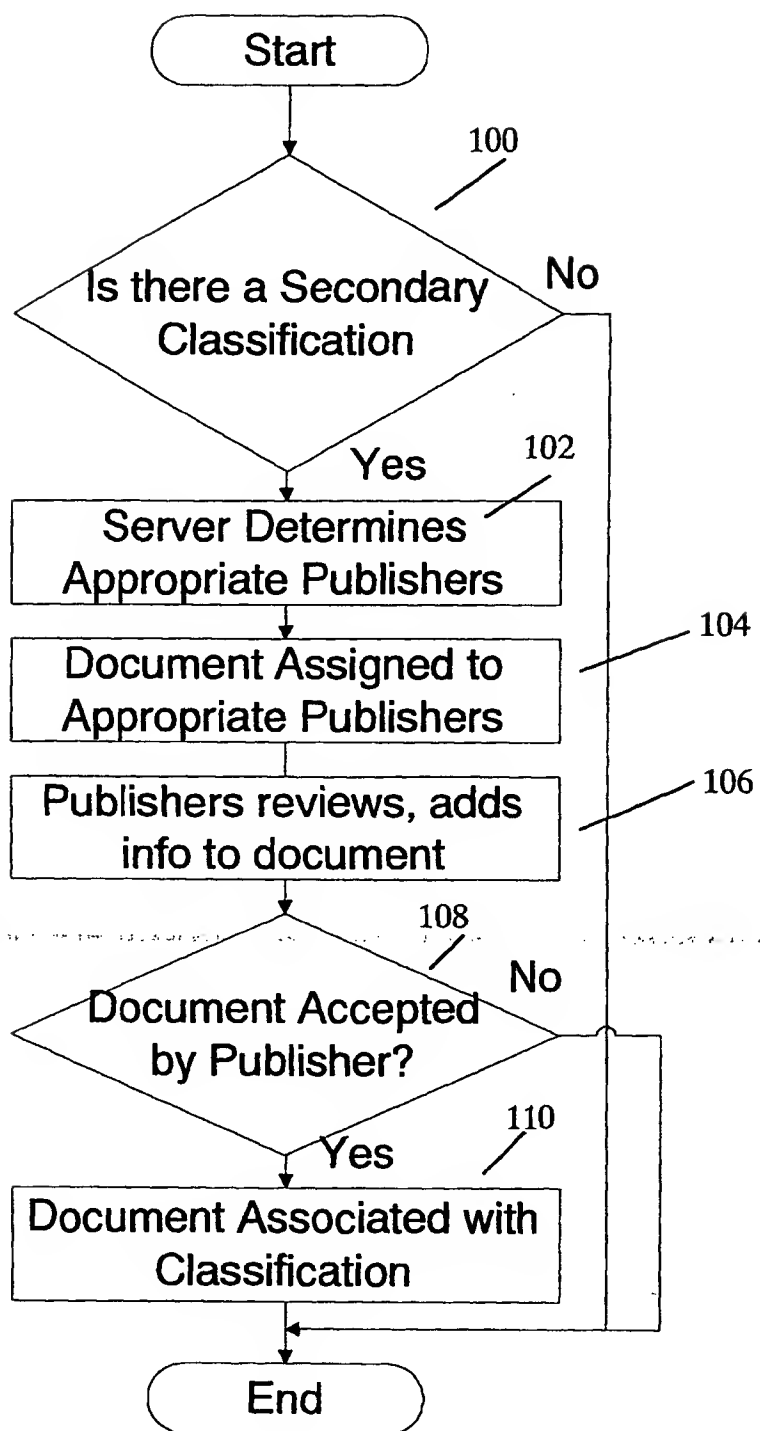 Start
100
Is there a Secondary
Classification
No
Yes
102
Server Determines
Appropriate Publishers
104
Document Assigned to
Appropriate Publishers
106
Publishers reviews, adds
info to document
108
No
Document Accepted
by Publisher?
Yes
110
Document Associated with
Classification
End